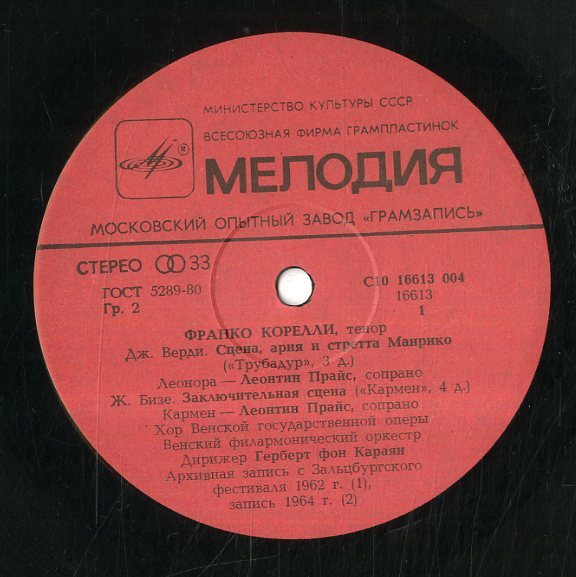 МИНИСТЕРСТВО КУЛЬТУРЫ СССР
ВСЕСОЮЗНАЯ ФИРМА ГРАМПЛАСТИНОК
®
МЕЛОДИЯ
МОСКОВСКИЙ ОПЫТНЫЙ ЗАВОД «ГРАМЗАПИСЬ»
СТЕРЕО 33
ГОСТ 5289-80
Гр. 2
С10 16613 004
16613
1
ФРАНКО КОРЕЛЛИ, тенор
Дж. Верди. Сцена, ария и стретта Манрико
(«Трубадур», 3 д.)
Леонора — Леонтин Прайс, сопрано
Ж. Бизе. Заключительная сцена («Кармен», 4 д.)
Кармен — Леонтин Прайс, сопрано
Хор Венской государственной оперы
Венский филармонический оркестр
Дирижер Герберт фон Караян
Архивная запись с Зальцбургского
фестиваля 1962 г. (1),
запись 1964 г. (2)